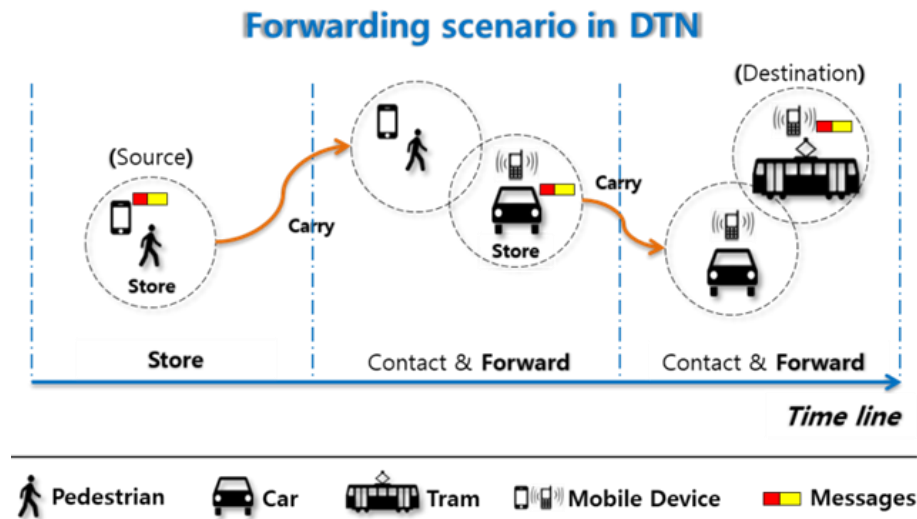 Forwarding scenario in DTN
(Source)
Store
Carry
Store
Carry
(Destination)
Store
Contact & Forward
Contact & Forward
Time line
Pedestrian
Car
Tram
Mobile Device
Messages